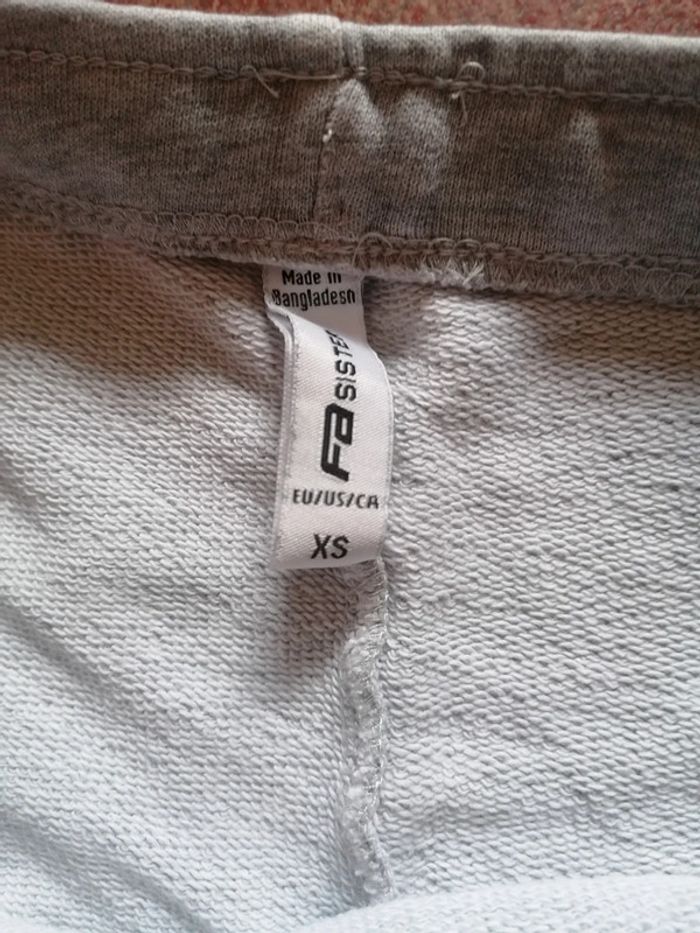 Made in
Bangladesh
FB SISTER
EU/US/CA
XS